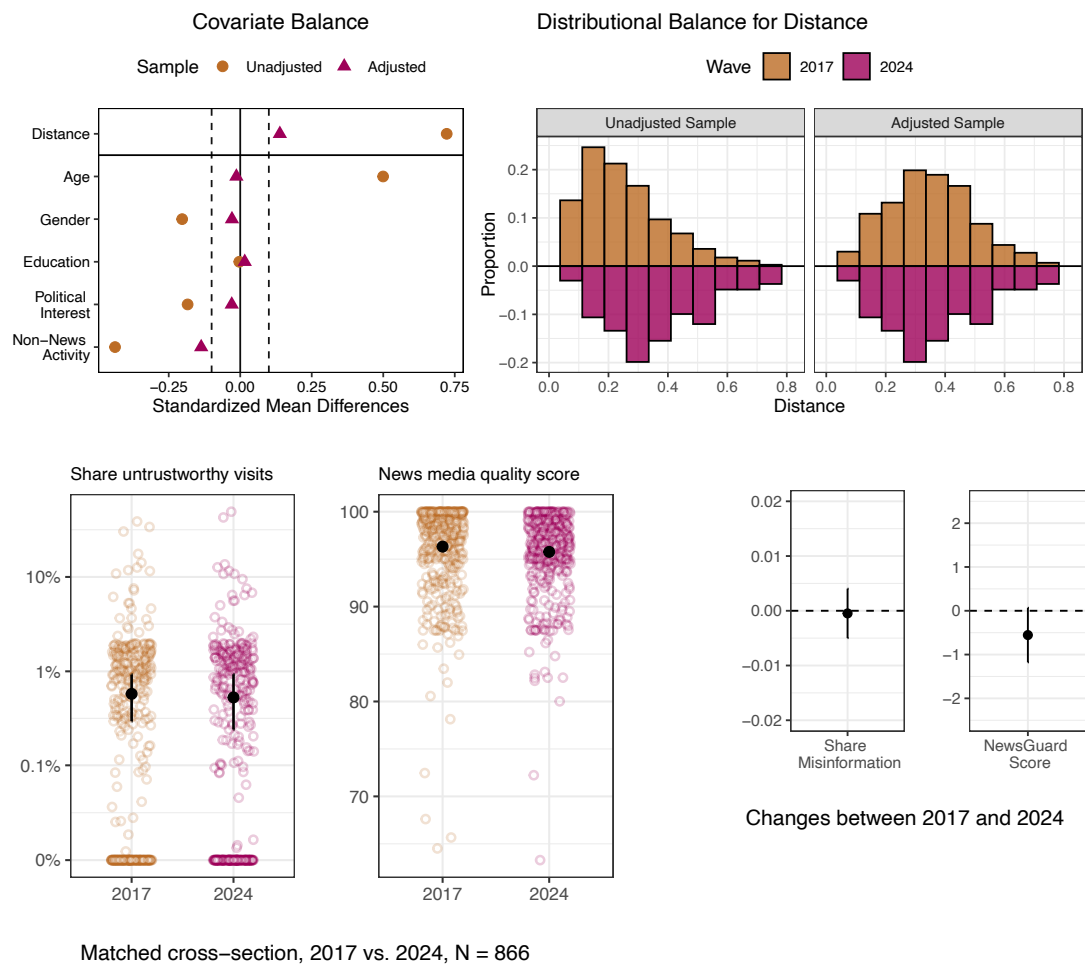 Covariate Balance
Sample Unadjusted Adjusted
Distance
Age
Gender
Education
Political
Interest
Non−News
Activity
−0.25 0.00 0.25 0.50 0.75
Standardized Mean Differences
Distributional Balance for Distance
Wave 2017 2024
Unadjusted Sample Adjusted Sample
Proportion
0.2
0.1
0.0
−0.1
−0.2
0.0 0.2 0.4 0.6 0.8 0.0 0.2 0.4 0.6 0.8
Distance
Share untrustworthy visits
10%
1%
0.1%
0%
2017 2024
News media quality score
100
90
80
70
2017 2024
0.02
0.01
0.00
−0.01
−0.02
Share
Misinformation
2
1
0
−1
−2
NewsGuard
Score
Changes between 2017 and 2024
Matched cross−section, 2017 vs. 2024, N = 866